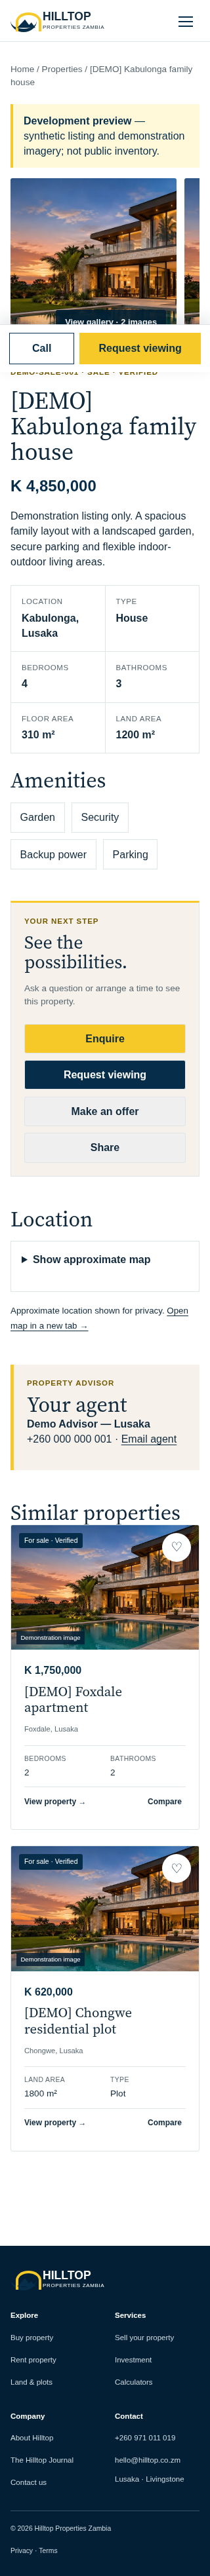 HILLTOP
PROPERTIES ZAMBIA
Home / Properties / [DEMO] Kabulonga family
house
Development preview —
synthetic listing and demonstration
imagery; not public inventory.
View gallery · 2 images
Call
Request viewing
DEMO-SALE-001 · SALE · VERIFIED
[DEMO]
Kabulonga family
house
K 4,850,000
Demonstration listing only. A spacious
family layout with a landscaped garden,
secure parking and flexible indoor-
outdoor living areas.
LOCATION
Kabulonga,
Lusaka
TYPE
House
BEDROOMS
4
BATHROOMS
3
FLOOR AREA
310 m²
LAND AREA
1200 m²
Amenities
Garden
Security
Backup power
Parking
YOUR NEXT STEP
See the
possibilities.
Ask a question or arrange a time to see
this property.
Enquire
Request viewing
Make an offer
Share
Location
▶ Show approximate map
Approximate location shown for privacy. Open
map in a new tab →
PROPERTY ADVISOR
Your agent
Demo Advisor — Lusaka
+260 000 000 001 · Email agent
Similar properties
For sale · Verified
♡
Demonstration image
K 1,750,000
[DEMO] Foxdale
apartment
Foxdale, Lusaka
BEDROOMS
2
BATHROOMS
2
View property →
Compare
For sale · Verified
♡
Demonstration image
K 620,000
[DEMO] Chongwe
residential plot
Chongwe, Lusaka
LAND AREA
1800 m²
TYPE
Plot
View property →
Compare
HILLTOP
PROPERTIES ZAMBIA
Explore
Buy property
Rent property
Land & plots
Services
Sell your property
Investment
Calculators
Company
About Hilltop
The Hilltop Journal
Contact us
Contact
+260 971 011 019
hello@hilltop.co.zm
Lusaka · Livingstone
© 2026 Hilltop Properties Zambia
Privacy · Terms